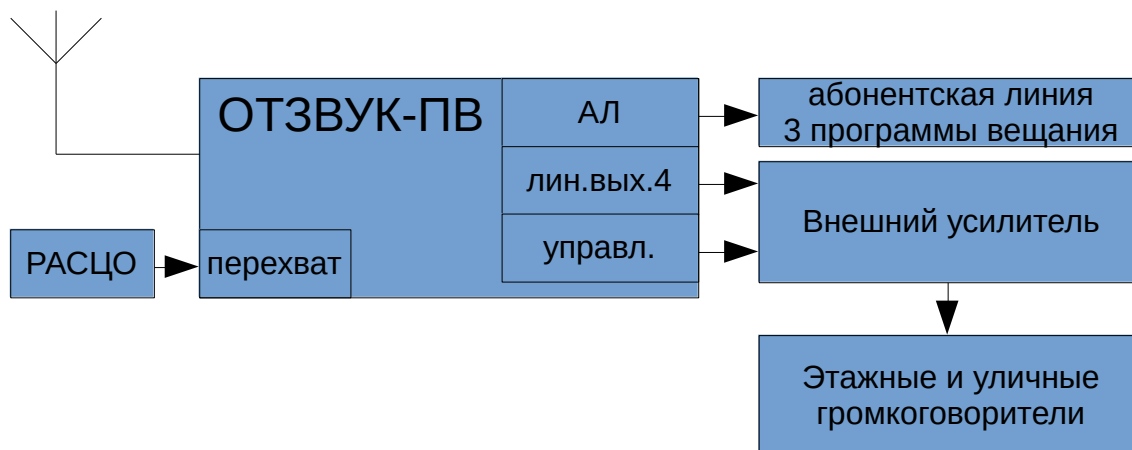 ОТЗВУК-ПВ
АЛ
лин.вых.4
управл.
РАСЦО
перехват
абонентская линия
3 программы вещания
Внешний усилитель
Этажные и уличные
громкоговорители